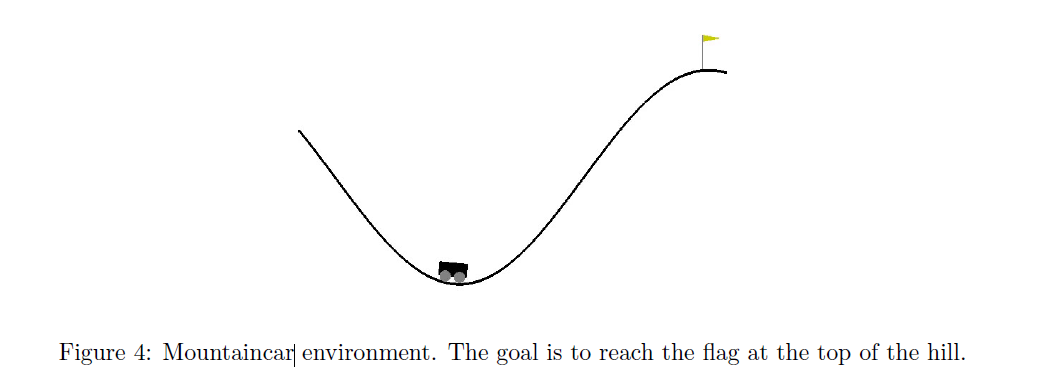 Figure 4: Mountaincar environment. The goal is to reach the flag at the top of the hill.